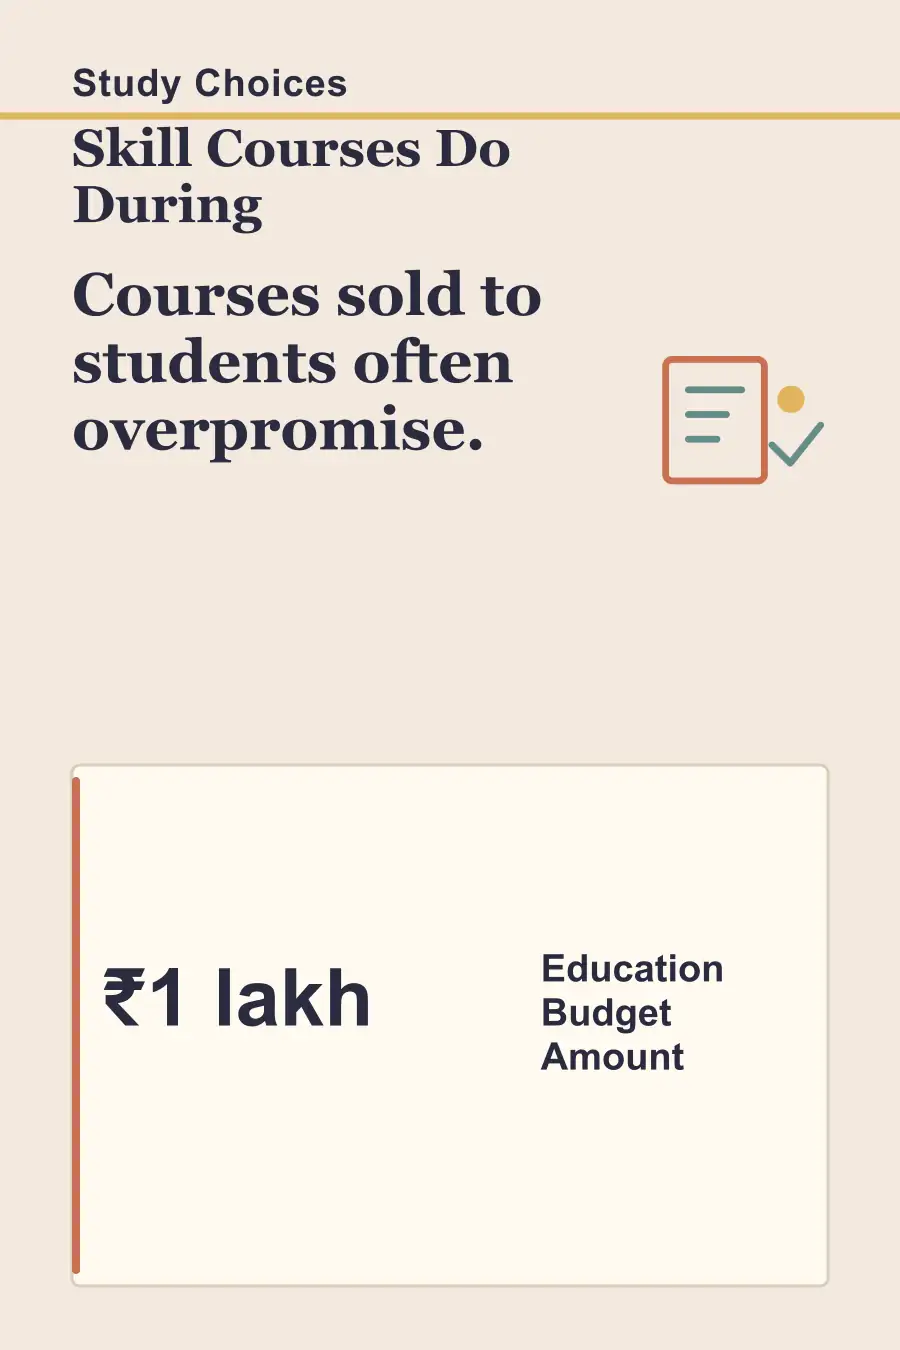 Study Choices
Skill Courses Do
During
Courses sold to
students often
overpromise.
₹1 lakh
Education
Budget
Amount